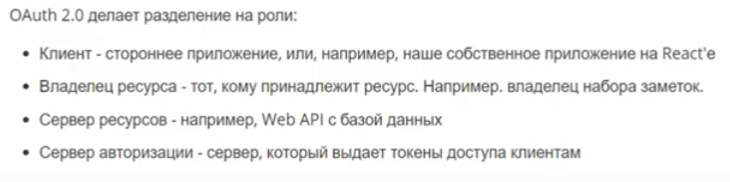 OAuth 2.0 делает разделение на роли:
• Клиент - стороннее приложение, или, например, наше собственное приложение на React'е
• Владелец ресурса - тот, кому принадлежит ресурс. Например. владелец набора заметок.
• Сервер ресурсов - например, Web API с базой данных
• Сервер авторизации - сервер, который выдает токены доступа клиентам